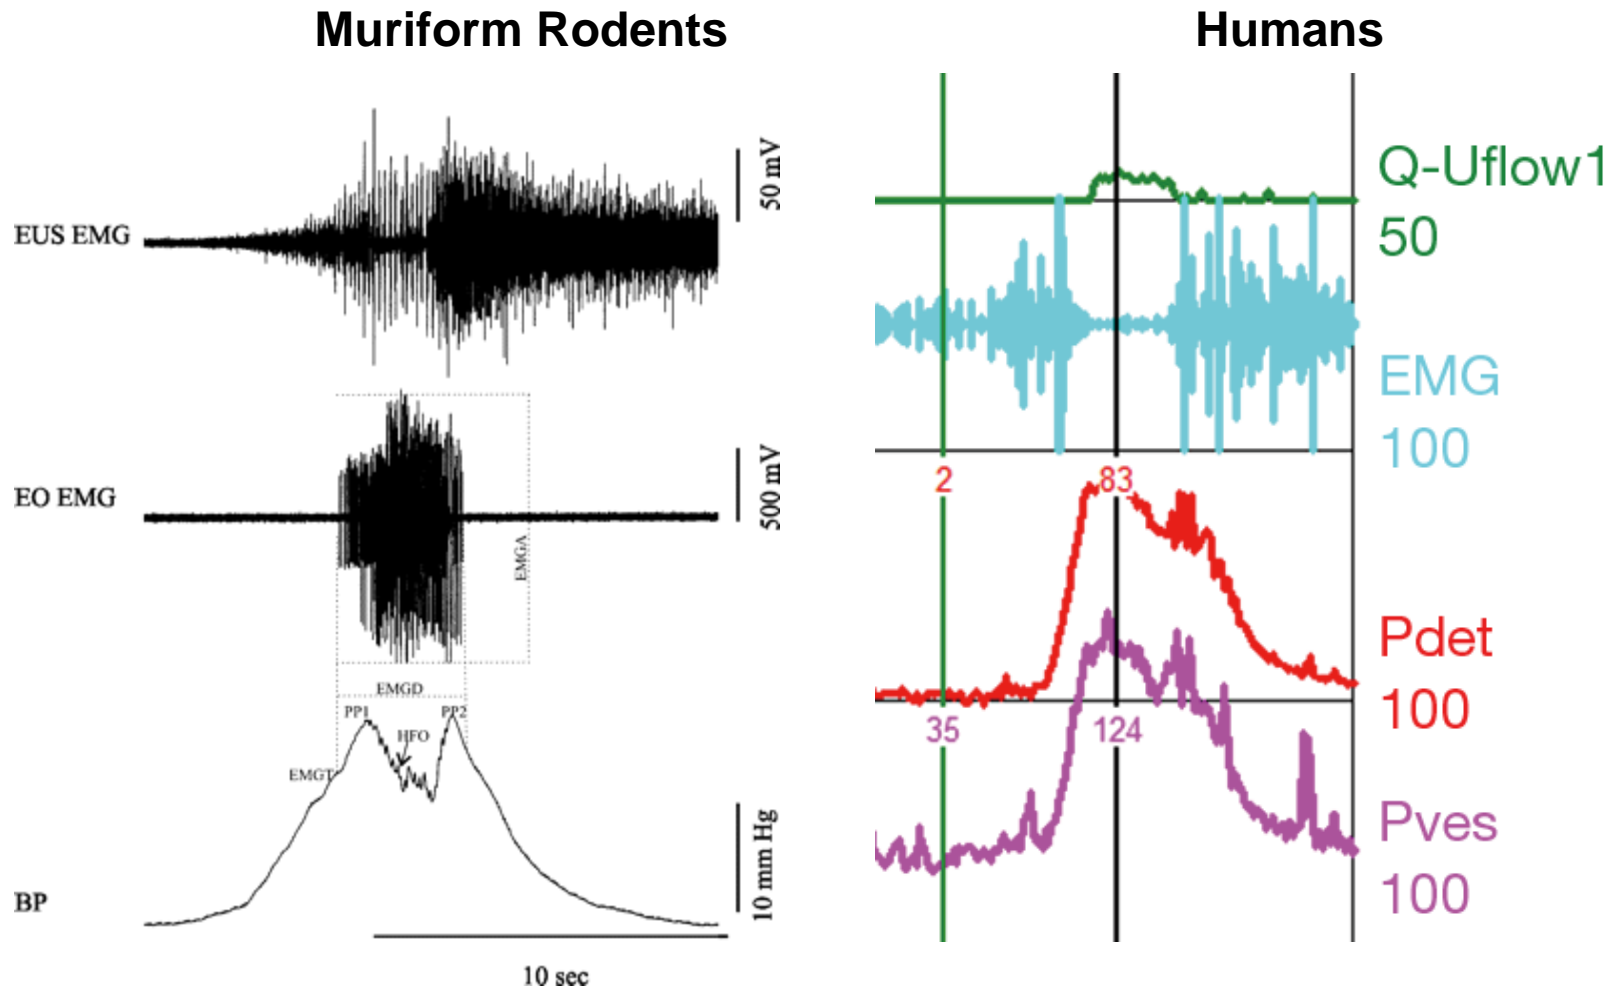 Muriform Rodents
Humans
EUS EMG
50 mV
EO EMG
500 mV
EMGA
EMGD
PP1
PP2
HFO
EMGT
BP
10 mm Hg
10 sec
Q-Uflow1
50
EMG
100
2
83
Pdet
100
35
124
Pves
100